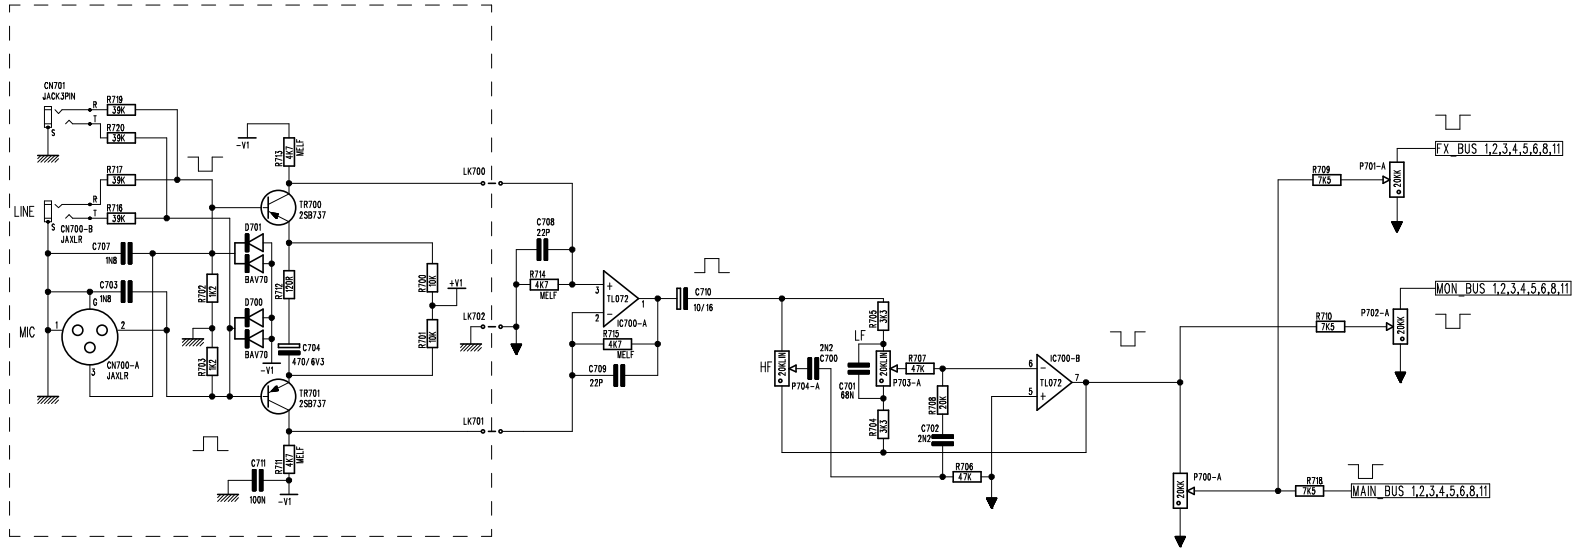 CN701
JACK3PIN
R
T
S
R719
39K
R720
39K
R717
39K
R716
39K
LINE
R
T
S
CN700-B
JAXLR
C707
1N8
C703
1N8
G
MIC
1
2
3
CN700-A
JAXLR
R702
1K2
R703
1K2
D701
BAV70
D700
BAV70
-V1
-V1
R713
4K7
MELF
TR700
2SB737
R712
120R
C704
470/6V3
TR701
2SB737
R711
4K7
MELF
C711
100N
-V1
R700
10K
R701
10K
+V1
LK700
LK702
LK701
C708
22P
R714
4K7
MELF
3
+
2
-
1
TL072
IC700-A
R715
4K7
MELF
C709
22P
C710
10/16
HF
20KLIN
P704-A
2N2
C700
LF
R705
3K3
C701
68N
20KLIN
P703-A
R704
3K3
R707
47K
R708
20K
C702
2N2
R706
47K
IC700-B
6
-
TL072
7
5
+
R709
7K5
P701-A
20KK
FX_BUS 1,2,3,4,5,6,8,11
R710
7K5
P702-A
20KK
MON_BUS 1,2,3,4,5,6,8,11
P700-A
20KK
R718
7K5
MAIN_BUS 1,2,3,4,5,6,8,11